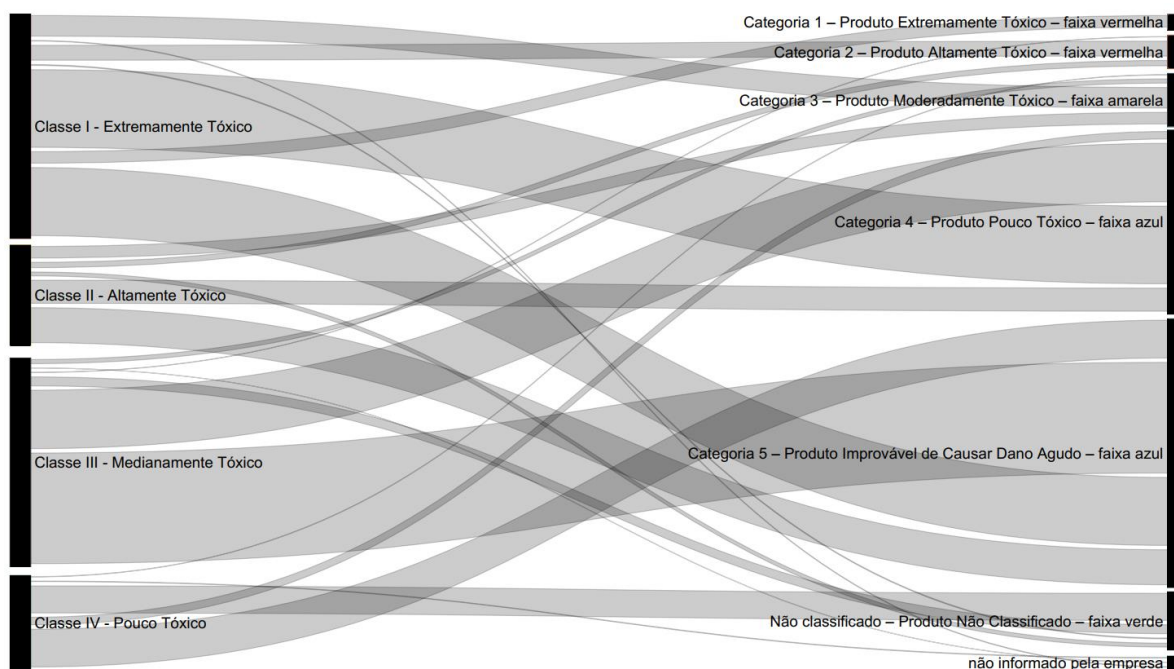 Classe I - Extremamente Tóxico
Classe II - Altamente Tóxico
Classe III - Medianamente Tóxico
Classe IV - Pouco Tóxico
Categoria 1 – Produto Extremamente Tóxico – faixa vermelha
Categoria 2 – Produto Altamente Tóxico – faixa vermelha
Categoria 3 – Produto Moderadamente Tóxico – faixa amarela
Categoria 4 – Produto Pouco Tóxico – faixa azul
Categoria 5 – Produto Improvável de Causar Dano Agudo – faixa azul
Não classificado – Produto Não Classificado – faixa verde
não informado pela empresa